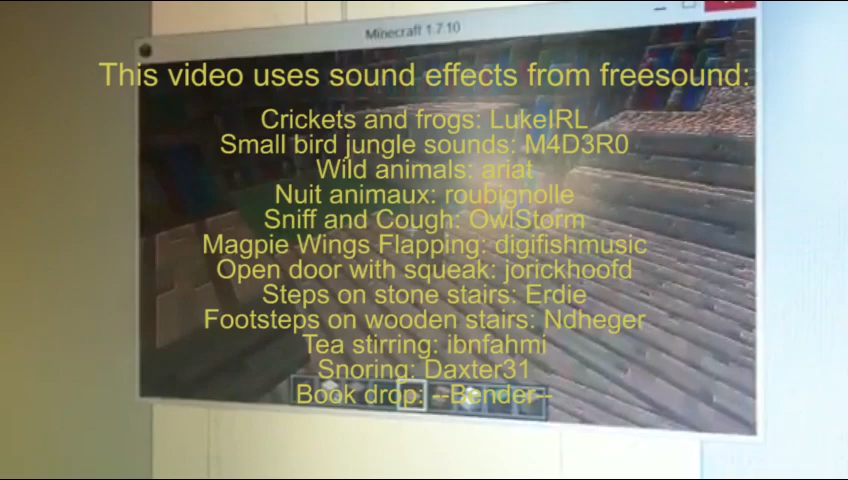 Minecraft 1.7.10
This video uses sound effects from freesound:
Crickets and frogs: LukeIRL
Small bird jungle sounds: M4D3R0
Wild animals: ariat
Nuit animaux: roubignolle
Sniff and Cough: OwlStorm
Magpie Wings Flapping: digifishmusic
Open door with squeak: jorickhoofd
Steps on stone stairs: Erdie
Footsteps on wooden stairs: Ndheger
Tea stirring: ibnfahmi
Snoring: Daxter31
Book drop: --Bender--